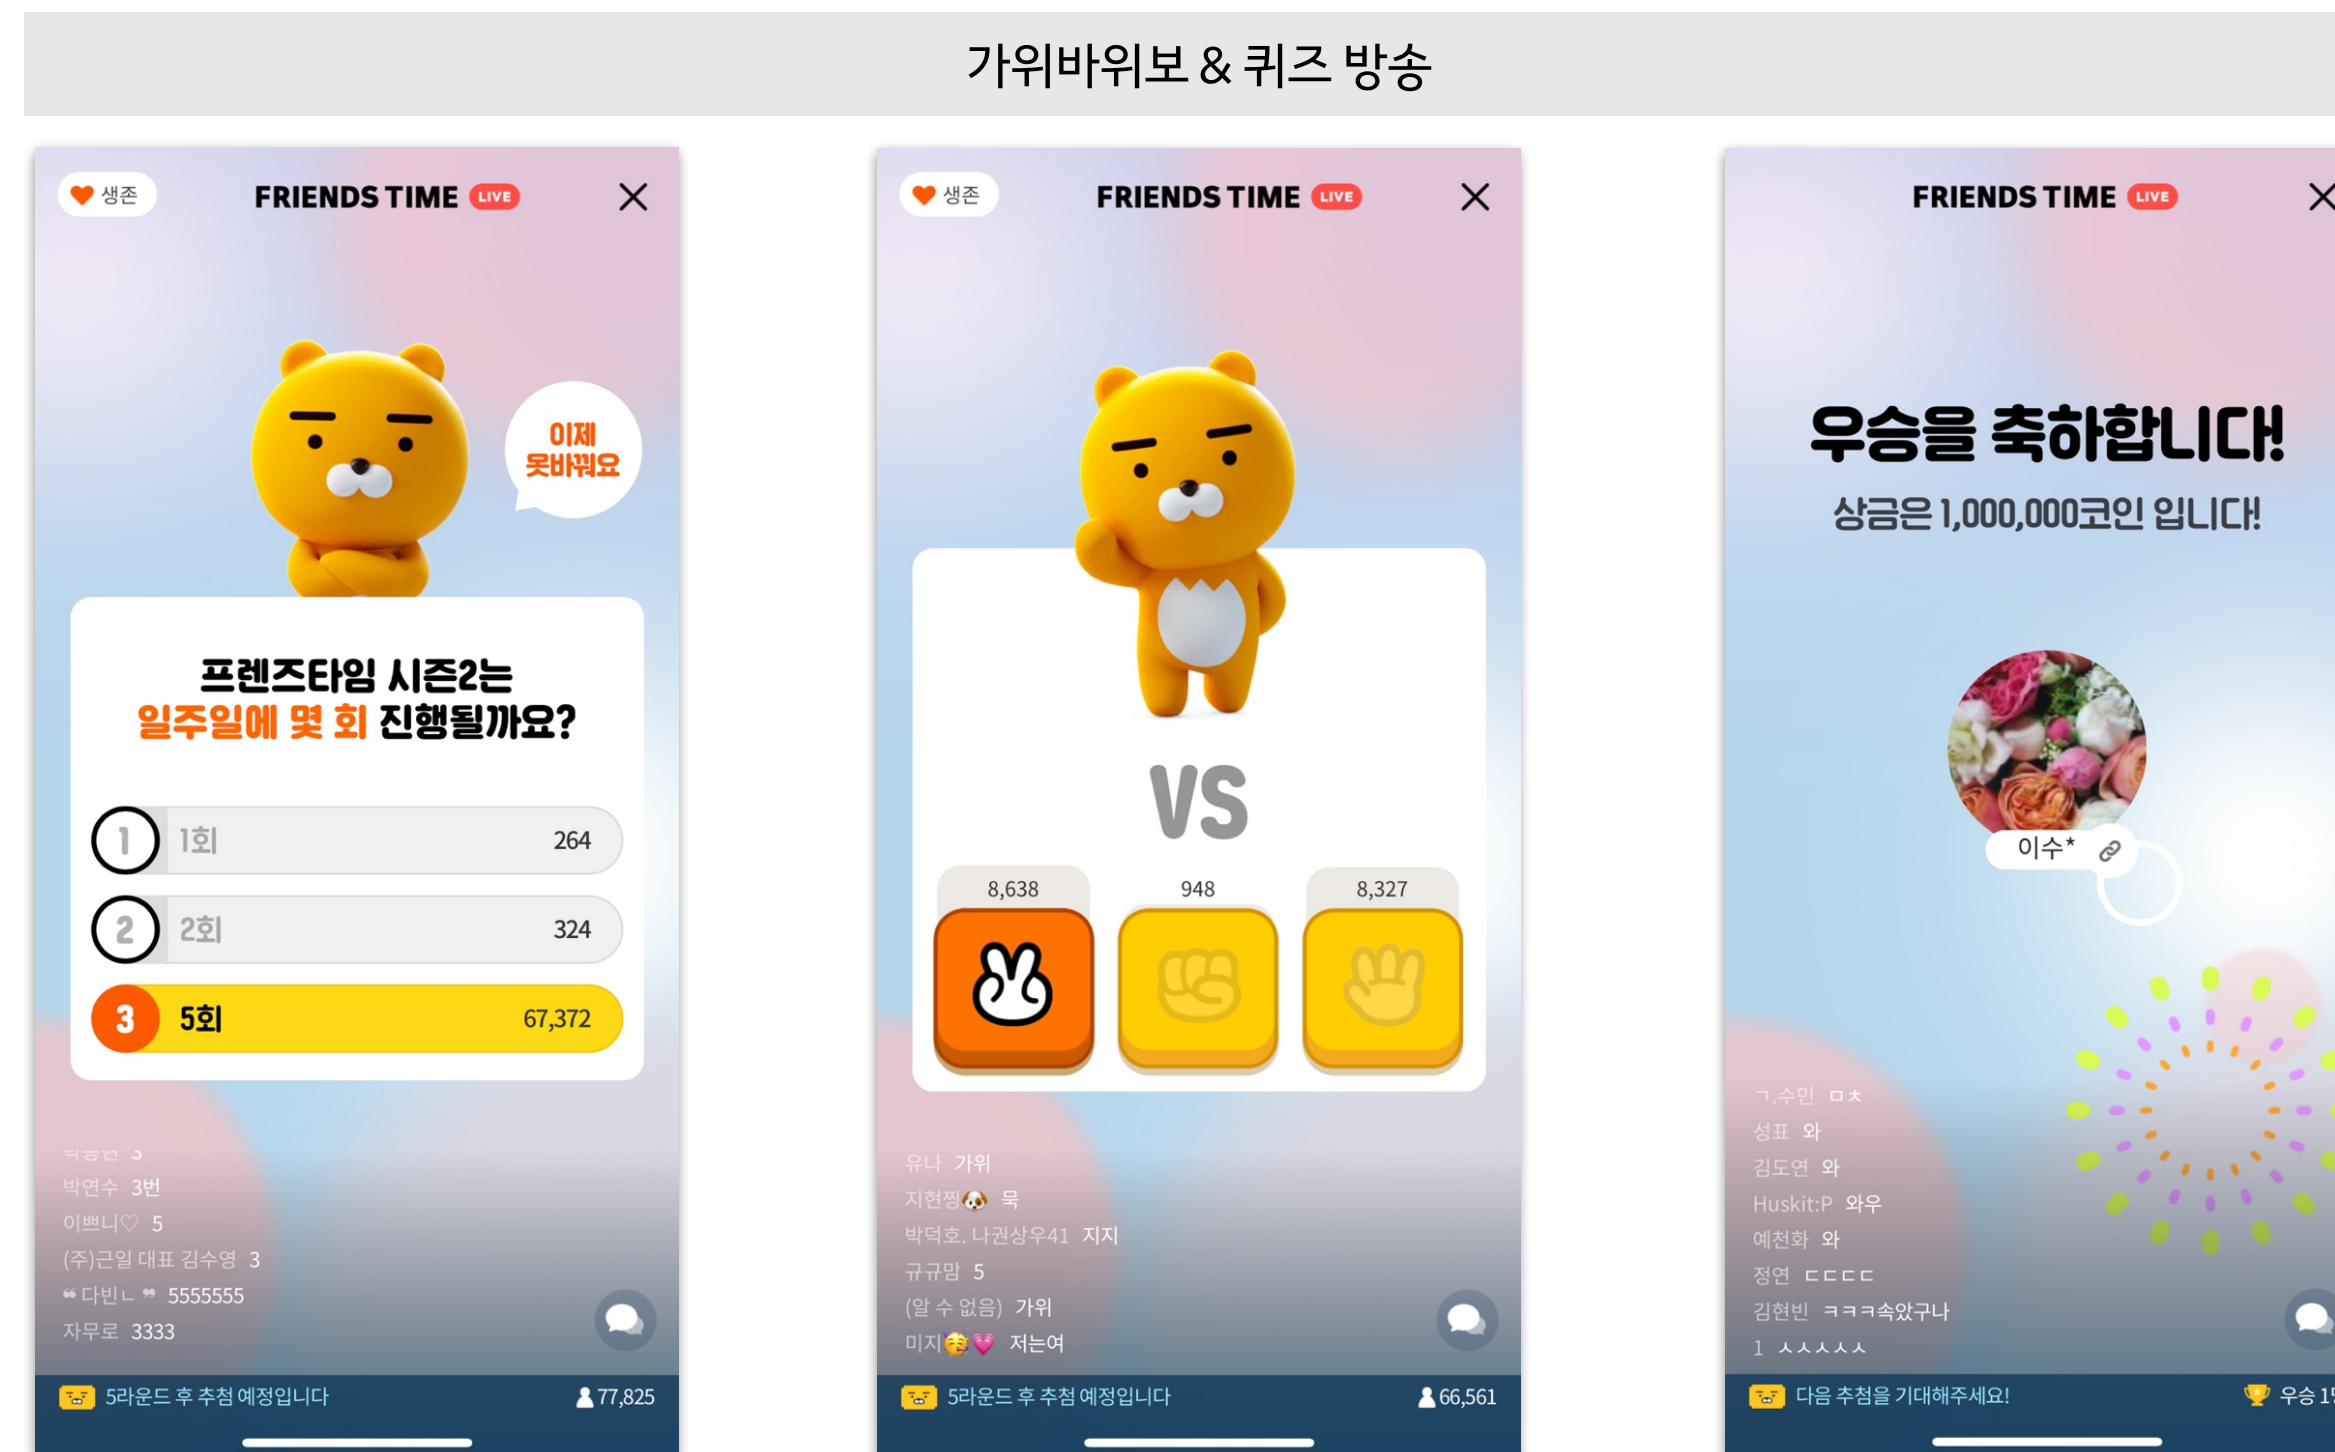 가위바위보 & 퀴즈 방송
생존
FRIENDS TIME LIVE
이제
못바꿔요
프렌즈타임 시즌2는
일주일에 몇 회 진행될까요?
1 1회 264
2 2회 324
3 5회 67,372
박연수 3번
이쁘니♡ 5
(주)근일 대표 김수영 3
❝ 다빈ㄴ ❞ 5555555
자무로 3333
5라운드 후 추첨 예정입니다 77,825
생존
FRIENDS TIME LIVE
VS
8,638 948 8,327
유나 가위
지현찡🐶 묵
박덕호. 나권상우41 지지
규규맘 5
(알 수 없음) 가위
미지🥳💗 저는여
5라운드 후 추첨 예정입니다 66,561
FRIENDS TIME LIVE
우승을 축하합니다!
상금은 1,000,000코인 입니다!
이수*
ㄱ.수민 ㅁㅊ
성표 와
김도연 와
Huskit:P 와우
예천화 와
정연 ㄷㄷㄷㄷ
김현빈 ㅋㅋㅋ속았구나
1 ㅅㅅㅅㅅㅅ
다음 추첨을 기대해주세요! 우승